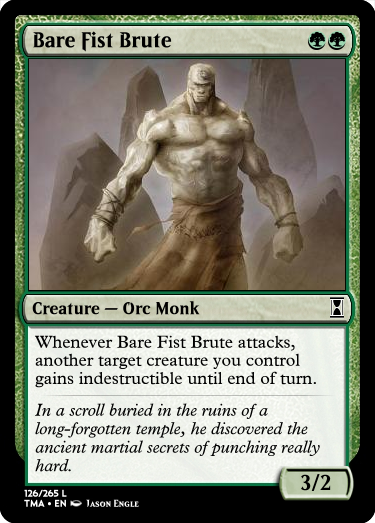 Bare Fist Brute
Creature — Orc Monk
Whenever Bare Fist Brute attacks,
another target creature you control
gains indestructible until end of turn.
In a scroll buried in the ruins of a
long-forgotten temple, he discovered the
ancient martial secrets of punching really
hard.
3/2
126/265 L
TMA • EN Jason Engle